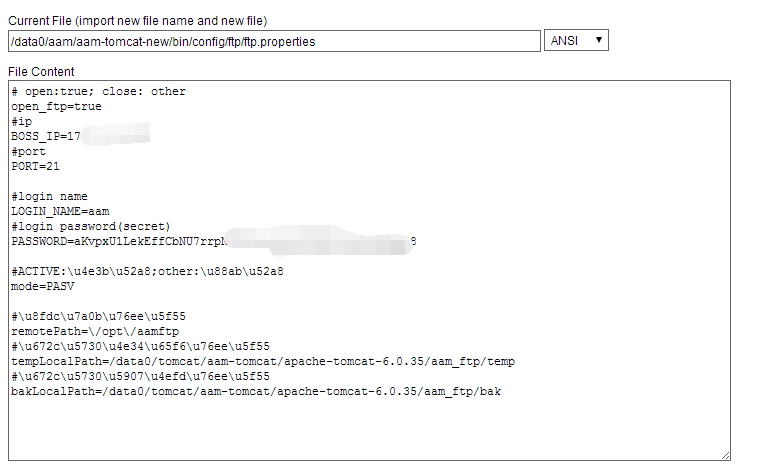 Current File (import new file name and new file)
/data0/aam/aam-tomcat-new/bin/config/ftp/ftp.properties
ANSI
File Content
# open:true; close: other
open_ftp=true
#ip
BOSS_IP=17
#port
PORT=21
#login name
LOGIN_NAME=aam
#login password(secret)
PASSWORD=aKvpxU1LekEffCbNU7rrp
#ACTIVE:\u4e3b\u52a8;other:\u88ab\u52a8
mode=PASV
#\u8fdc\u7a0b\u76ee\u5f55
remotePath=\/opt\/aamftp
#\u672c\u5730\u4e34\u65f6\u76ee\u5f55
tempLocalPath=/data0/tomcat/aam-tomcat/apache-tomcat-6.0.35/aam_ftp/temp
#\u672c\u5730\u5907\u4efd\u76ee\u5f55
bakLocalPath=/data0/tomcat/aam-tomcat/apache-tomcat-6.0.35/aam_ftp/bak